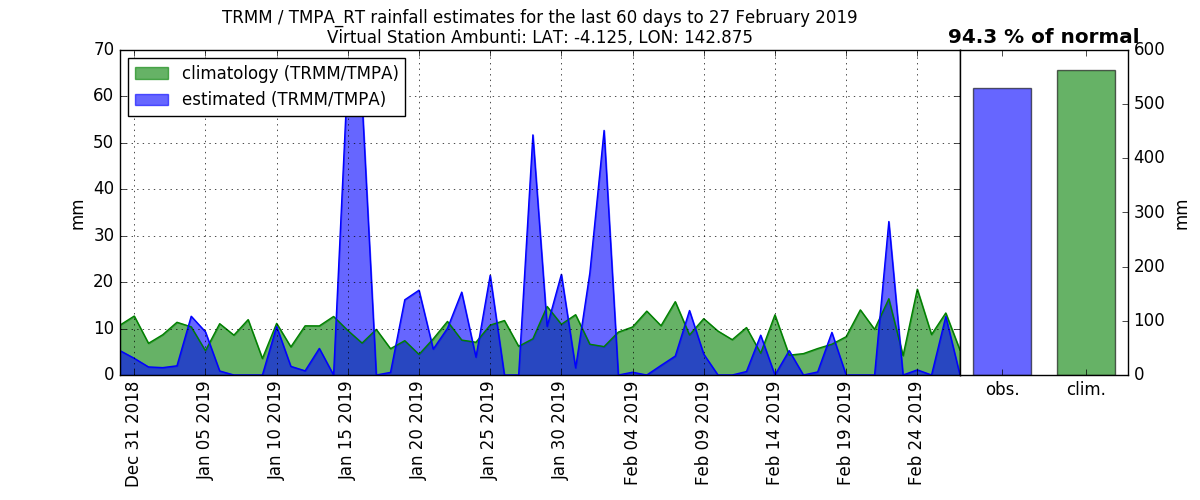 TRMM / TMPA_RT rainfall estimates for the last 60 days to 27 February 2019
Virtual Station Ambunti: LAT: -4.125, LON: 142.875
94.3 % of normal
climatology (TRMM/TMPA)
estimated (TRMM/TMPA)
70
60
50
40
30
20
10
0
mm
Dec 31 2018
Jan 05 2019
Jan 10 2019
Jan 15 2019
Jan 20 2019
Jan 25 2019
Jan 30 2019
Feb 04 2019
Feb 09 2019
Feb 14 2019
Feb 19 2019
Feb 24 2019
obs.
clim.
600
500
400
300
200
100
0
mm